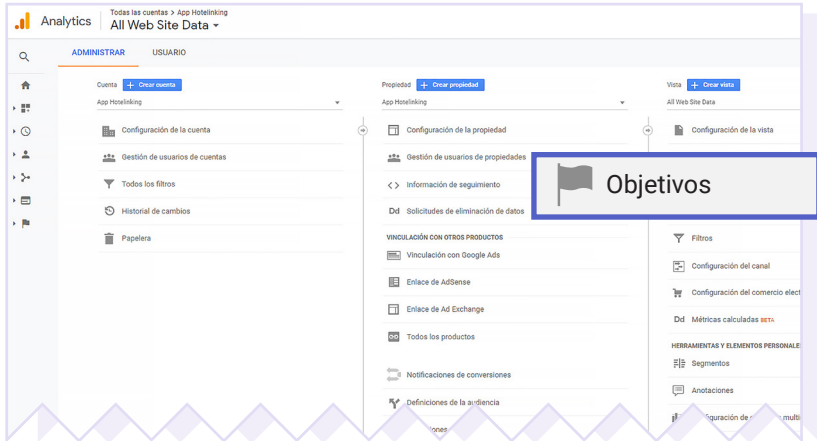 Analytics
Todas las cuentas > App Hotelinking
All Web Site Data
ADMINISTRAR
USUARIO
Cuenta
+ Crear cuenta
App Hotelinking
Configuración de la cuenta
Gestión de usuarios de cuentas
Todos los filtros
Historial de cambios
Papelera
Propiedad
+ Crear propiedad
App Hotelinking
Configuración de la propiedad
Gestión de usuarios de propiedades
< > Información de seguimiento
Dd Solicitudes de eliminación de datos
VINCULACIÓN CON OTROS PRODUCTOS
Vinculación con Google Ads
Enlace de AdSense
Enlace de Ad Exchange
Todos los productos
Notificaciones de conversiones
Definiciones de la audiencia
Vista
+ Crear vista
All Web Site Data
Configuración de la vista
Objetivos
Filtros
Configuración del canal
Configuración del comercio elect
Dd Métricas calculadas BETA
HERRAMIENTAS Y ELEMENTOS PERSONALE
Segmentos
Anotaciones